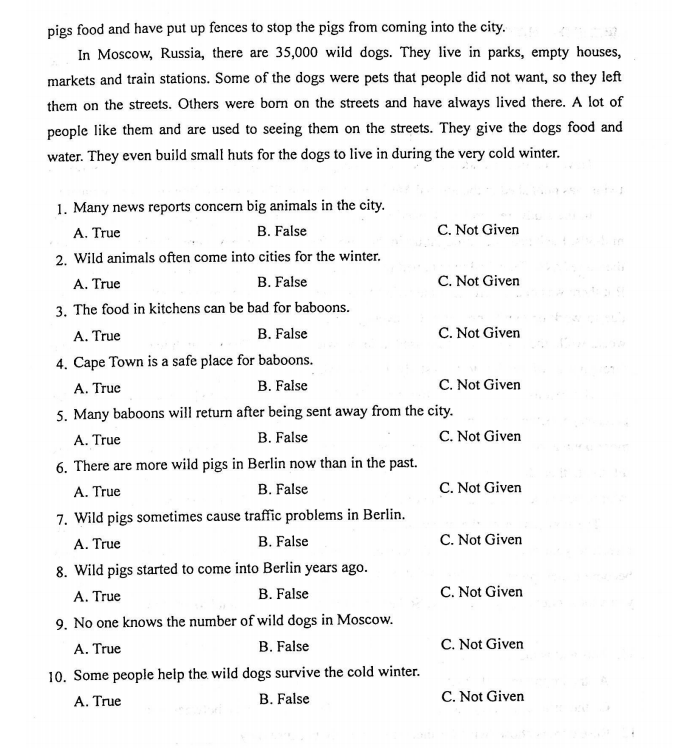 pigs food and have put up fences to stop the pigs from coming into the city.
In Moscow, Russia, there are 35,000 wild dogs. They live in parks, empty houses,
markets and train stations. Some of the dogs were pets that people did not want, so they left
them on the streets. Others were born on the streets and have always lived there. A lot of
people like them and are used to seeing them on the streets. They give the dogs food and
water. They even build small huts for the dogs to live in during the very cold winter.
1. Many news reports concern big animals in the city.
A. True B. False C. Not Given
2. Wild animals often come into cities for the winter.
A. True B. False C. Not Given
3. The food in kitchens can be bad for baboons.
A. True B. False C. Not Given
4. Cape Town is a safe place for baboons.
A. True B. False C. Not Given
5. Many baboons will return after being sent away from the city.
A. True B. False C. Not Given
6. There are more wild pigs in Berlin now than in the past.
A. True B. False C. Not Given
7. Wild pigs sometimes cause traffic problems in Berlin.
A. True B. False C. Not Given
8. Wild pigs started to come into Berlin years ago.
A. True B. False C. Not Given
9. No one knows the number of wild dogs in Moscow.
A. True B. False C. Not Given
10. Some people help the wild dogs survive the cold winter.
A. True B. False C. Not Given